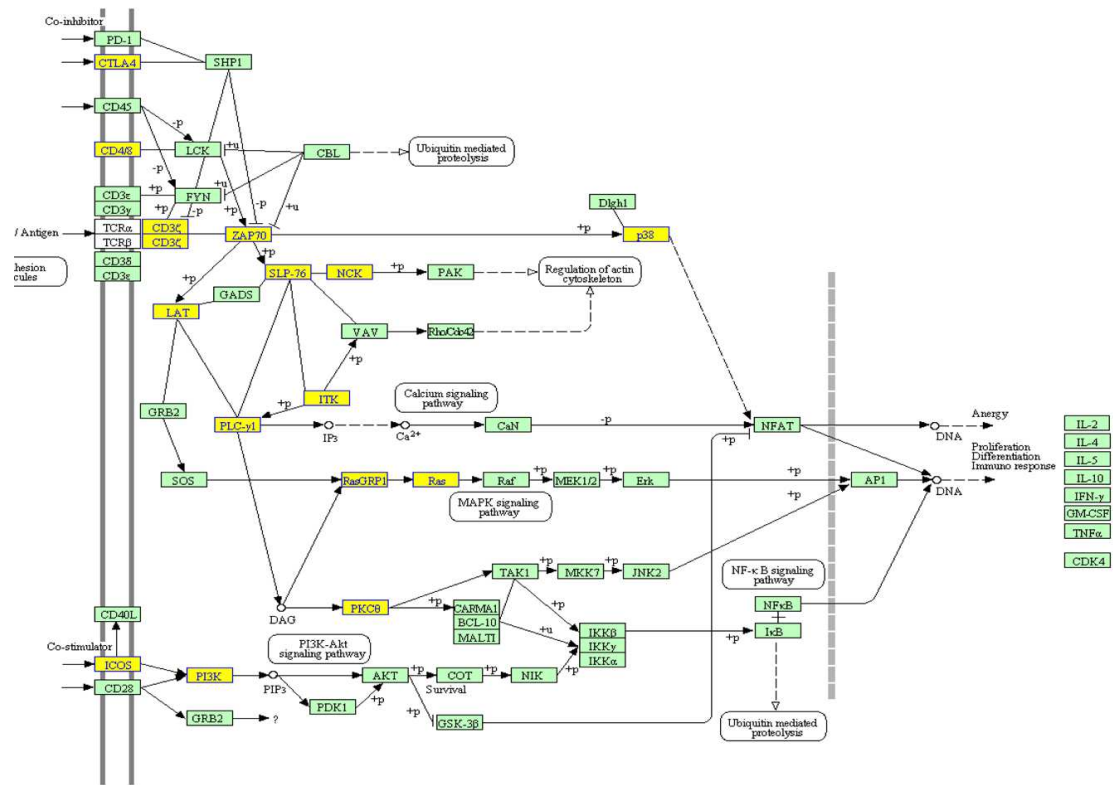 Co-inhibitor
PD-1
CTLA4
SHP1
CD45
-p
CD4/8
LCK
+u
CBL
Ubiquitin mediated
proteolysis
-p
CD3ε
+p
FYN
+u
CD3γ
+p
-p
+p
-p
+u
Dlgh1
/ Antigen
TCRα
CD3ζ
ZAP70
+p
p38
TCRβ
CD3ζ
hesion
cules
CD3δ
CD3ε
+p
+p
SLP-76
NCK
+p
PAK
Regulation of actin
cytoskeleton
GADS
LAT
VAV
+p
Rho/Cdc42
+p
ITK
GRB2
+p
PLC-γ1
IP3
Calcium signaling
pathway
Ca2+
CaN
-p
+p
NFAT
DNA
Anergy
Proliferation
Differentiation
Immuno response
IL-2
IL-4
IL-5
IL-10
IFN-γ
GM-CSF
TNFα
CDK4
SOS
RasGRP1
Ras
Raf
+p
MEK1/2
+p
Erk
+p
+p
AP1
DNA
MAPK signaling
pathway
TAK1
+p
MKK7
+p
JNK2
NF-κ B signaling
pathway
DAG
PKCθ
+p
CARMA1
BCL-10
MALT1
+p
+u
IKKβ
IKKγ
IKKα
+p
NFκB
IκB
CD40L
Co-stimulator
PI3K-Akt
signaling pathway
ICOS
PI3K
PIP3
AKT
+p
COT
+p
NIK
+p
Survival
CD28
PDK1
+p
+p
GRB2
?
GSK-3β
Ubiquitin mediated
proteolysis